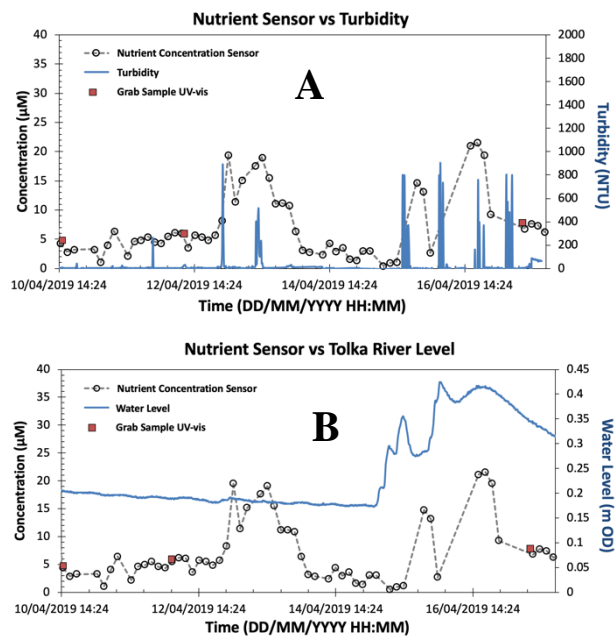 Nutrient Sensor vs Turbidity
40
35
30
25
20
15
10
5
0
Concentration (µM)
Nutrient Concentration Sensor
Turbidity
Grab Sample UV-vis
A
2000
1800
1600
1400
1200
1000
800
600
400
200
0
Turbidity
(NTU)
10/04/2019 14:24 12/04/2019 14:24 14/04/2019 14:24 16/04/2019 14:24
Time (DD/MM/YYYY HH:MM)
Nutrient Sensor vs Tolka River Level
40
35
30
25
20
15
10
5
0
Concentration (µM)
Nutrient Concentration Sensor
Water Level
Grab Sample UV-vis
B
0.45
0.4
0.35
0.3
0.25
0.2
0.15
0.1
0.05
0
Water Level (m OD)
10/04/2019 14:24 12/04/2019 14:24 14/04/2019 14:24 16/04/2019 14:24
Time (DD/MM/YYYY HH:MM)